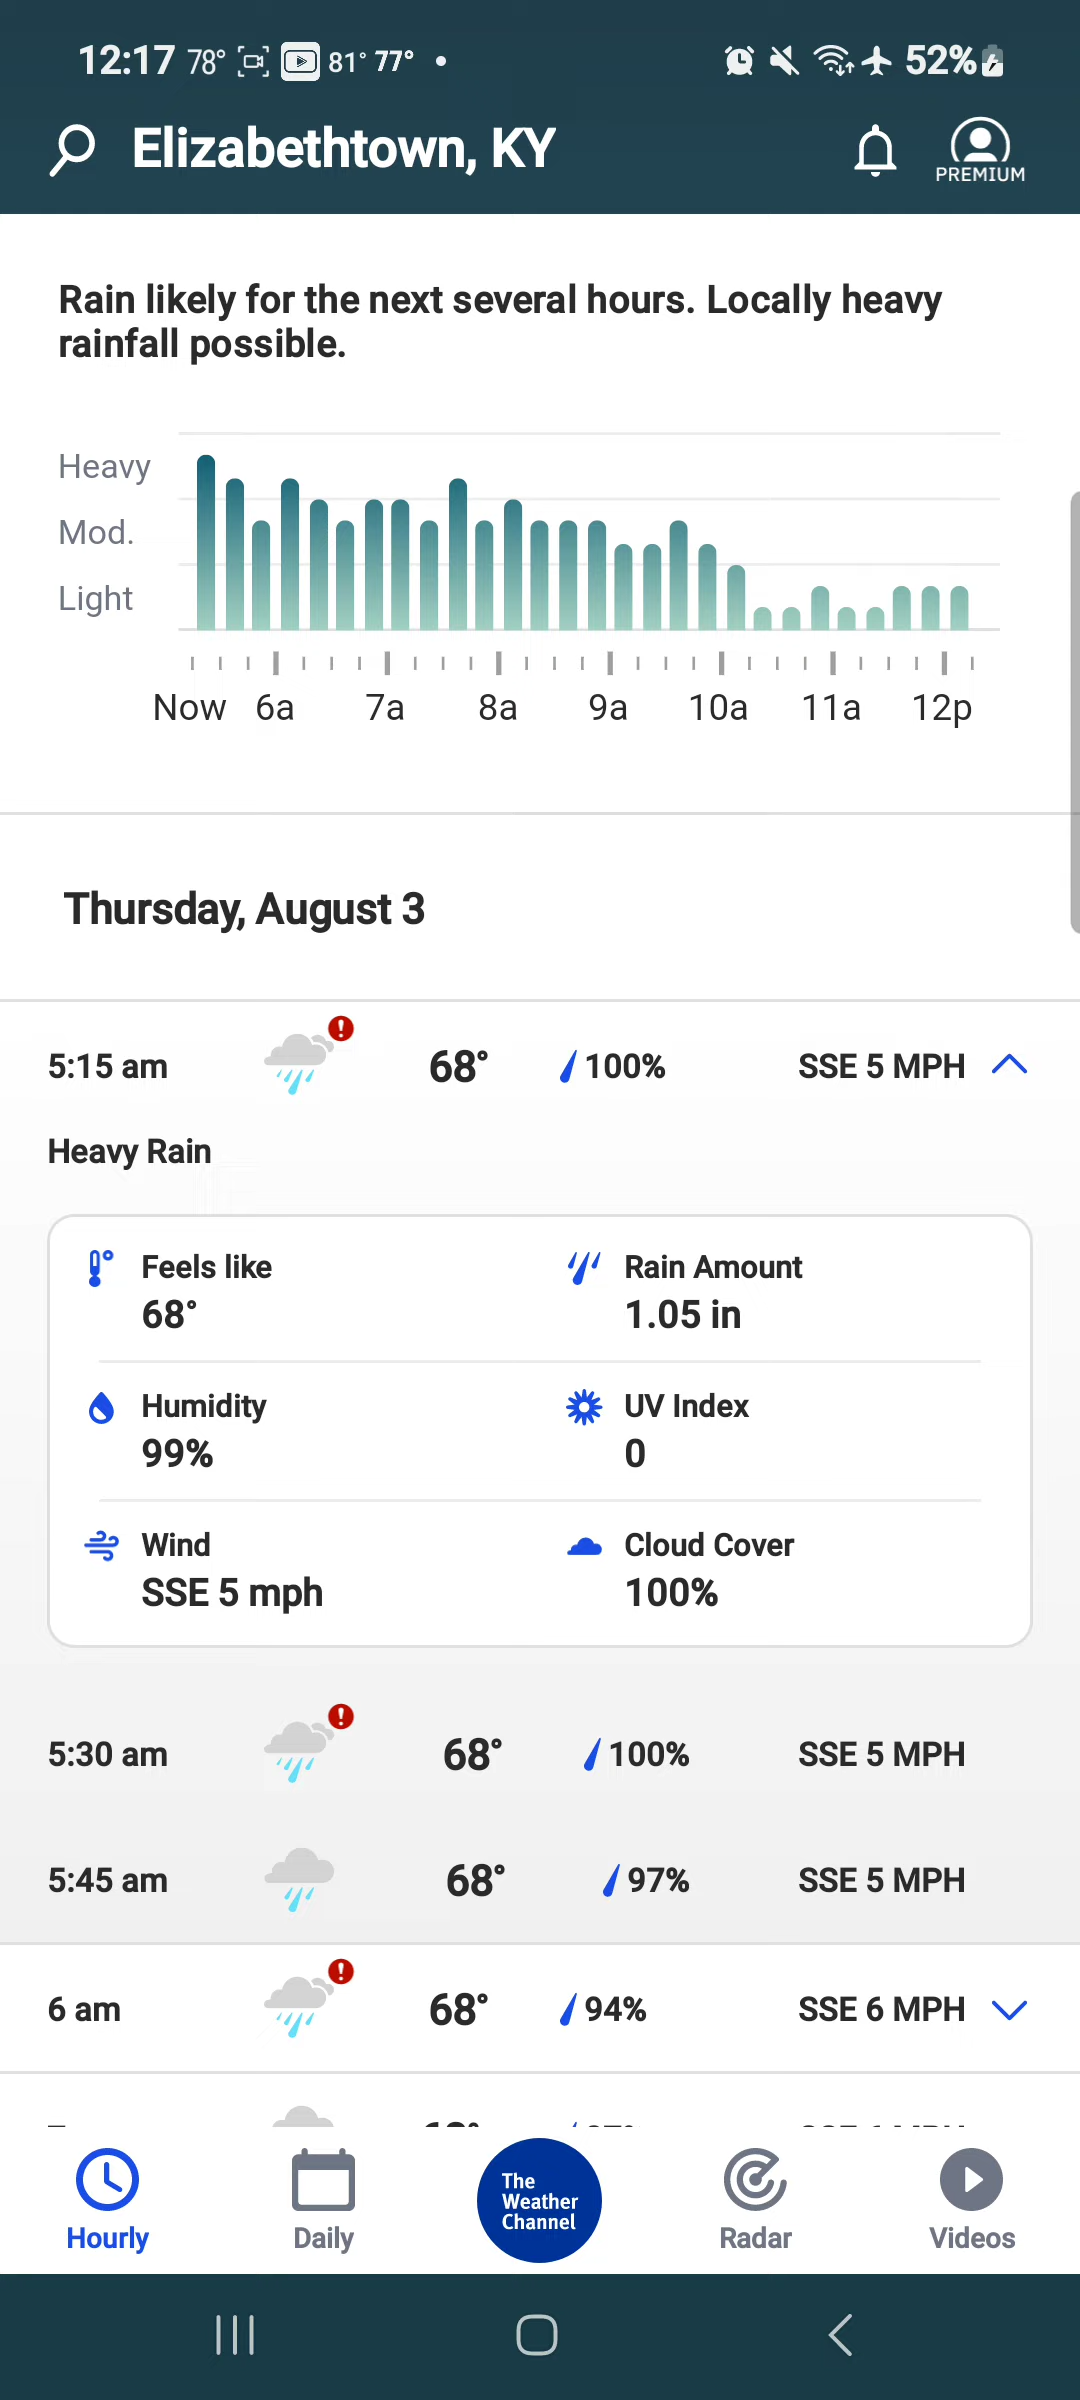 12:17 78° 81° 77° • 52%
Elizabethtown, KY
PREMIUM
Rain likely for the next several hours. Locally heavy
rainfall possible.
Heavy
Mod.
Light
Now 6a 7a 8a 9a 10a 11a 12p
Thursday, August 3
5:15 am 68° 100% SSE 5 MPH
Heavy Rain
Feels like Rain Amount
68° 1.05 in
Humidity UV Index
99% 0
Wind Cloud Cover
SSE 5 mph 100%
5:30 am 68° 100% SSE 5 MPH
5:45 am 68° 97% SSE 5 MPH
6 am 68° 94% SSE 6 MPH
The
Weather
Channel
Hourly Daily Radar Videos